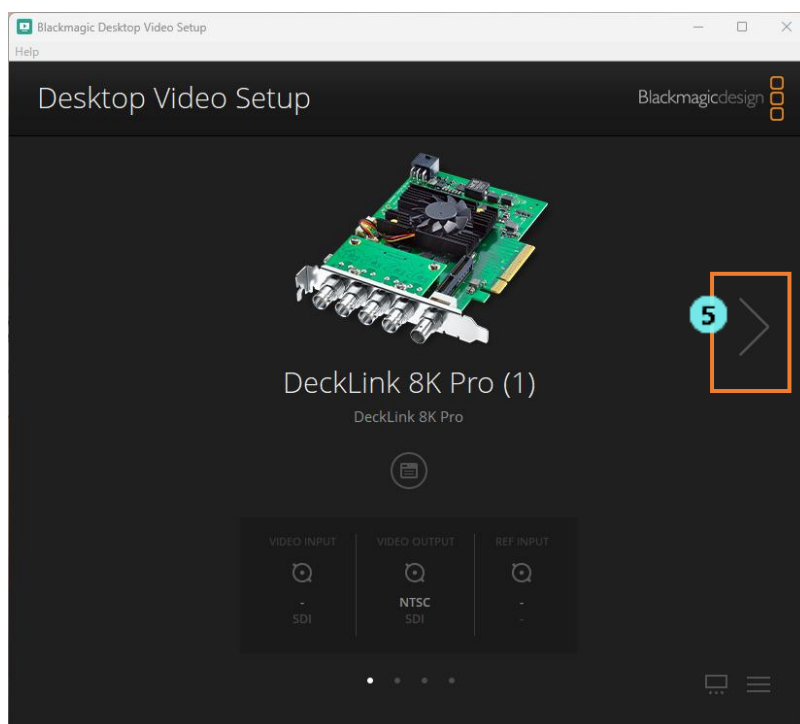 Blackmagic Desktop Video Setup
Help
Desktop Video Setup
Blackmagicdesign
5
DeckLink 8K Pro (1)
DeckLink 8K Pro
VIDEO INPUT
-
SDI
VIDEO OUTPUT
NTSC
SDI
REF INPUT
-
-